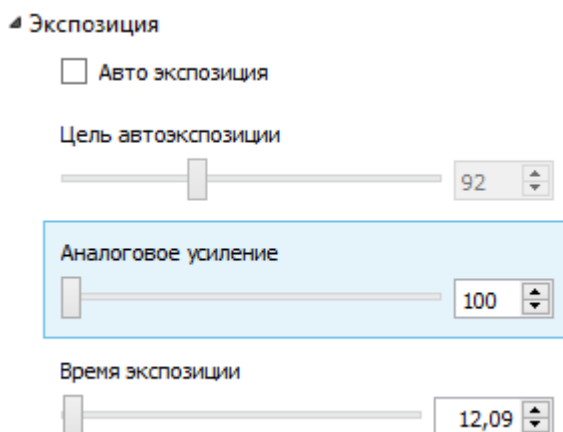 Экспозиция
Авто экспозиция
Цель автоэкспозиции
92
Аналоговое усиление
100
Время экспозиции
12,09